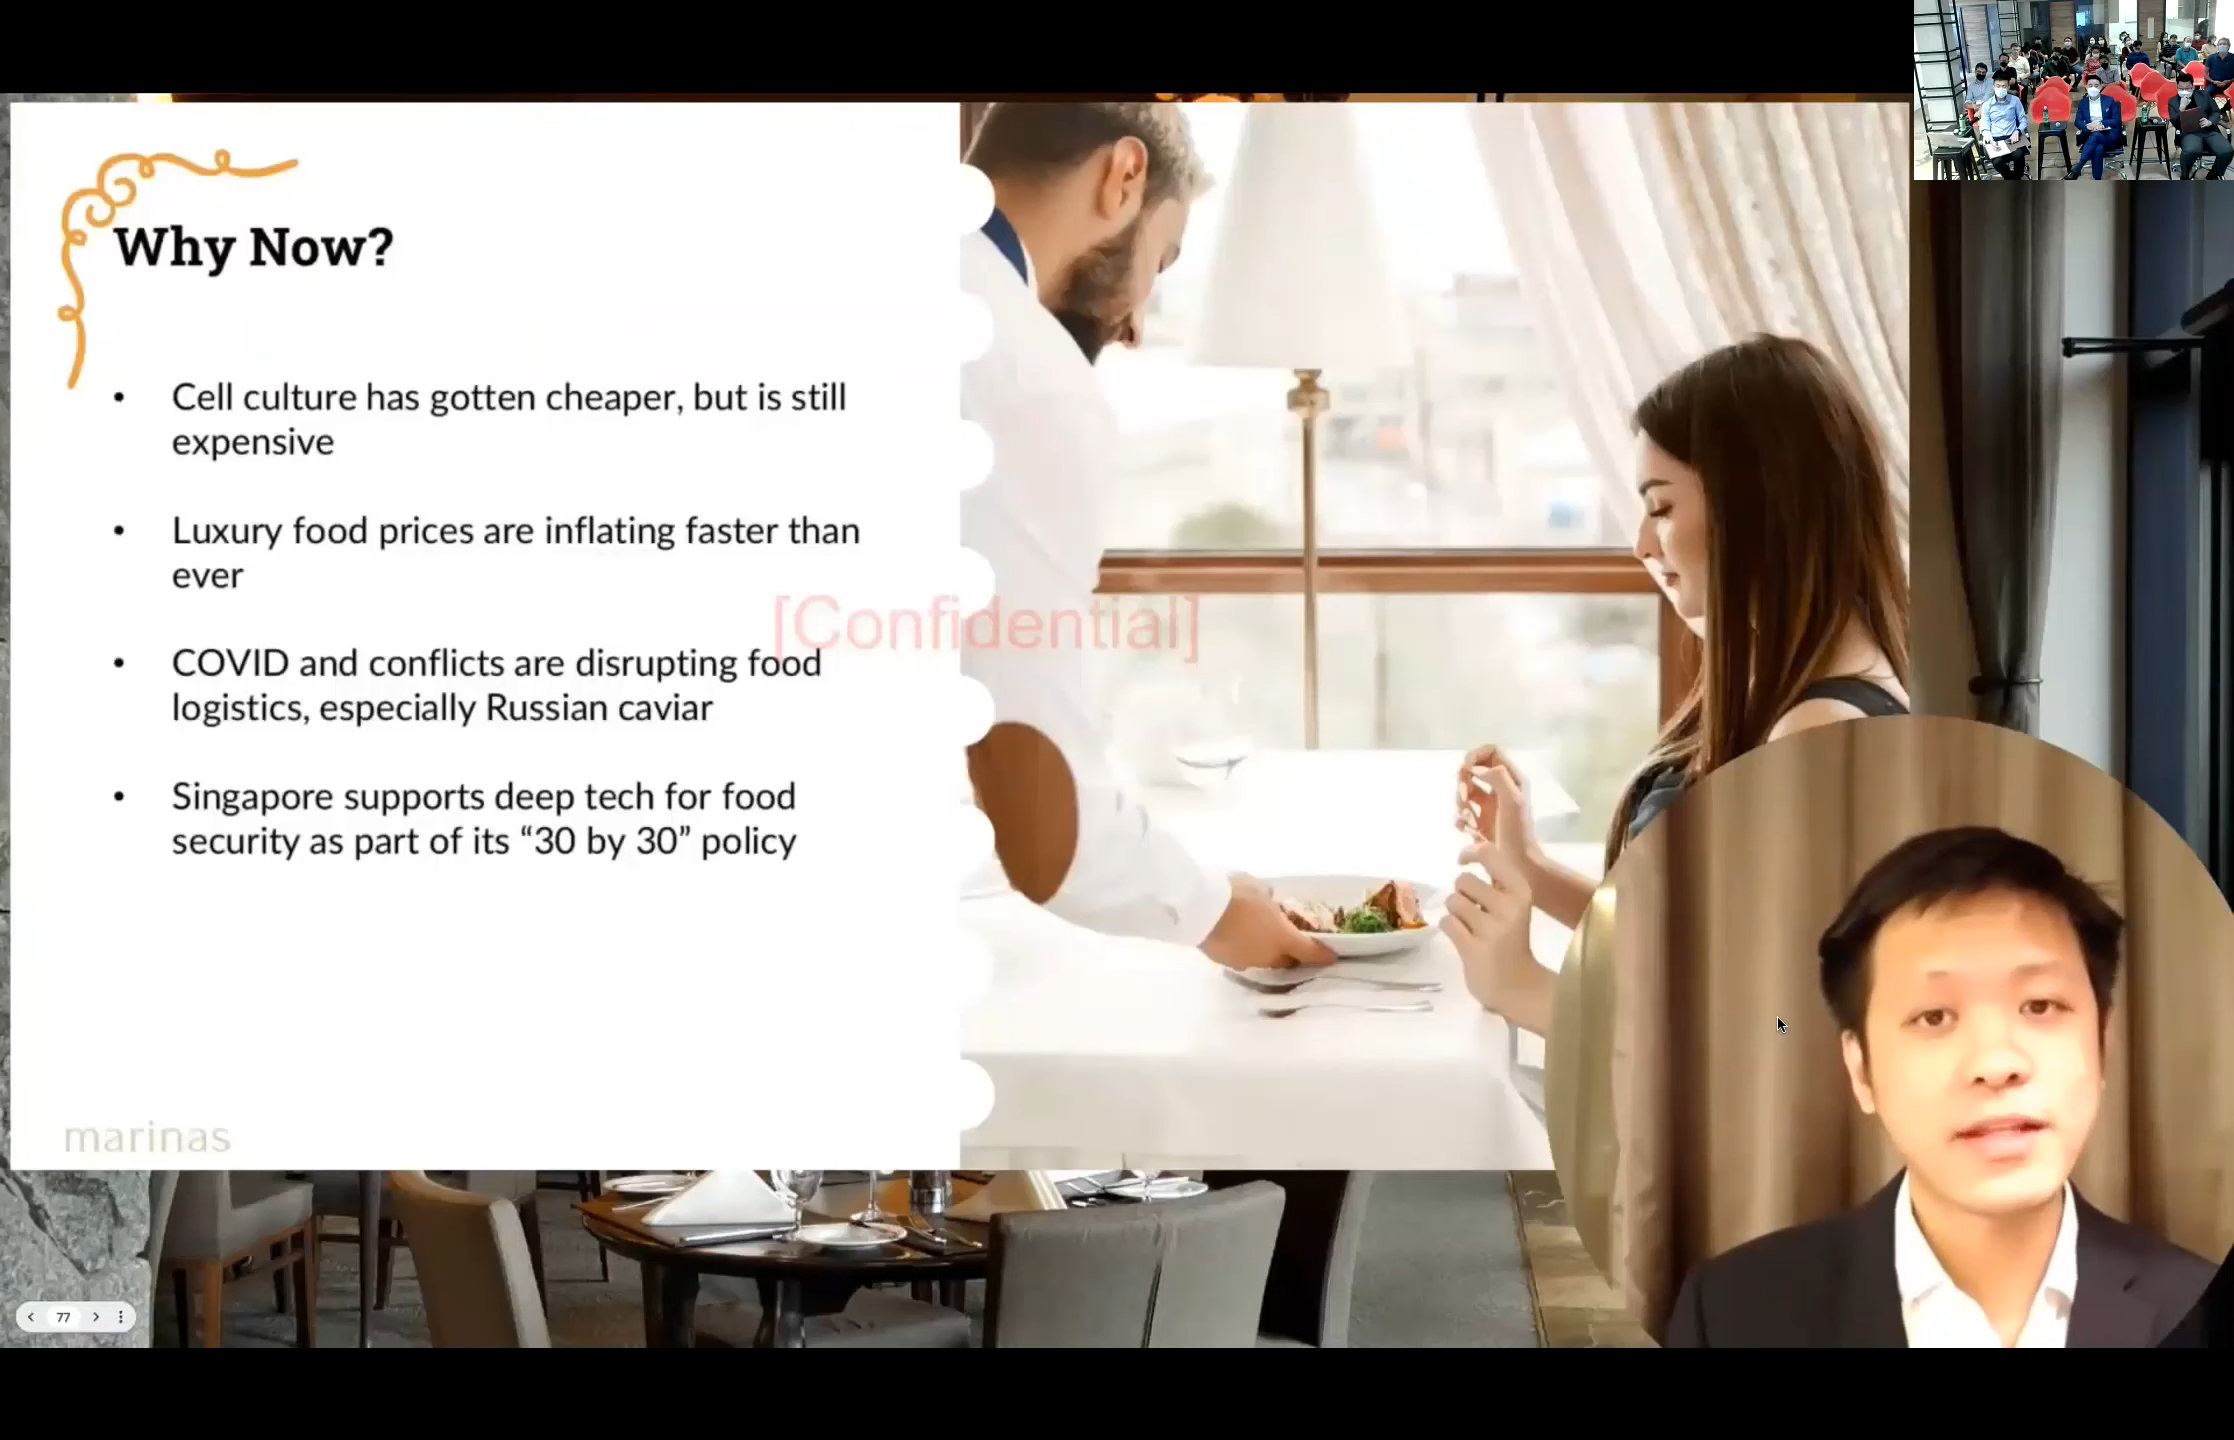 Why Now?
• Cell culture has gotten cheaper, but is still
expensive
• Luxury food prices are inflating faster than
ever
[Confidential]
• COVID and conflicts are disrupting food
logistics, especially Russian caviar
• Singapore supports deep tech for food
security as part of its “30 by 30” policy
marinas
77